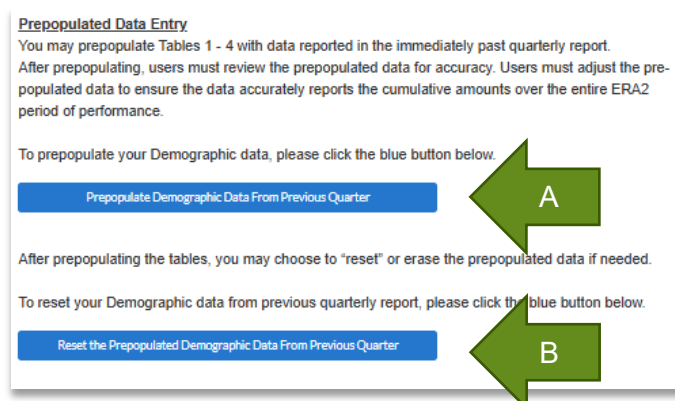 Prepopulated Data Entry
You may prepopulate Tables 1 - 4 with data reported in the immediately past quarterly report.
After prepopulating, users must review the prepopulated data for accuracy. Users must adjust the pre-
populated data to ensure the data accurately reports the cumulative amounts over the entire ERA2
period of performance.
To prepopulate your Demographic data, please click the blue button below.
Prepopulate Demographic Data From Previous Quarter
A
After prepopulating the tables, you may choose to “reset” or erase the prepopulated data if needed.
To reset your Demographic data from previous quarterly report, please click the blue button below.
Reset the Prepopulated Demographic Data From Previous Quarter
B